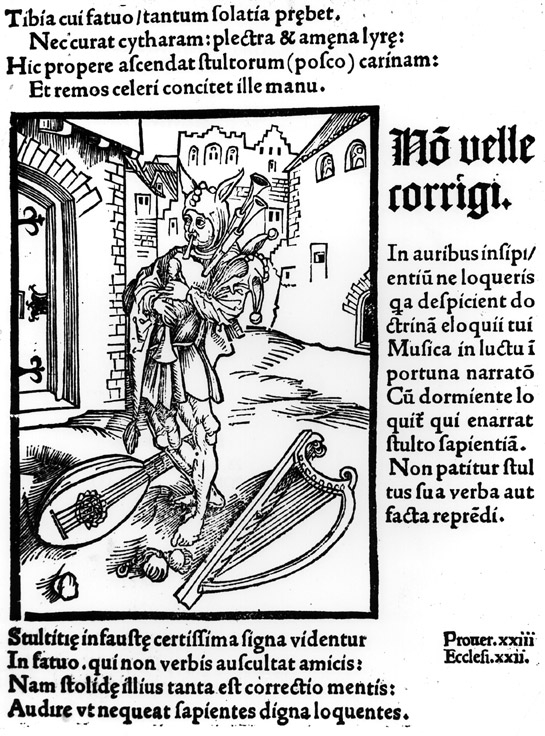 Tibia cui fatuo/tantum solatia prębet.
Nec curat cytharam: plectra & amęna lyrę:
Hic propere ascendat stultorum (posco) carinam:
Et remos celeri concitet ille manu.
Nō velle
corrigi.
In auribus insipi/
entiū ne loqueris
qa despicient do
ctrinā eloquii tui
Musica in luctu ī
portuna narratō
Cū dormiente lo
quit̄ qui enarrat
stulto sapientiā.
Non patitur stul
tus sua verba aut
facta reprēdi.
Stultitię infaustę certissima signa videntur
In fatuo. qui non verbis auscultat amicis:
Nam stolidę illius tanta est correctio mentis:
Audire vt nequeat sapientes digna loquentes.
Prouer. xxiii
Ecclesi. xxii.